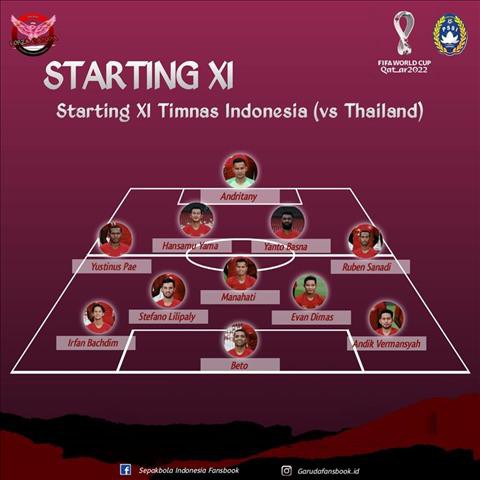 FIFA WORLD CUP
Qatar2022
PSSI
STARTING XI
Starting XI Timnas Indonesia (vs Thailand)
Andritany
Hansamu Yama
Yanto Basna
Yustinus Pae
Ruben Sanadi
Manahati
Stefano Lilipaly
Evan Dimas
Irfan Bachdim
Andik Vermansyah
Beto
Sepakbola Indonesia Fansbook
Garudafansbook.id